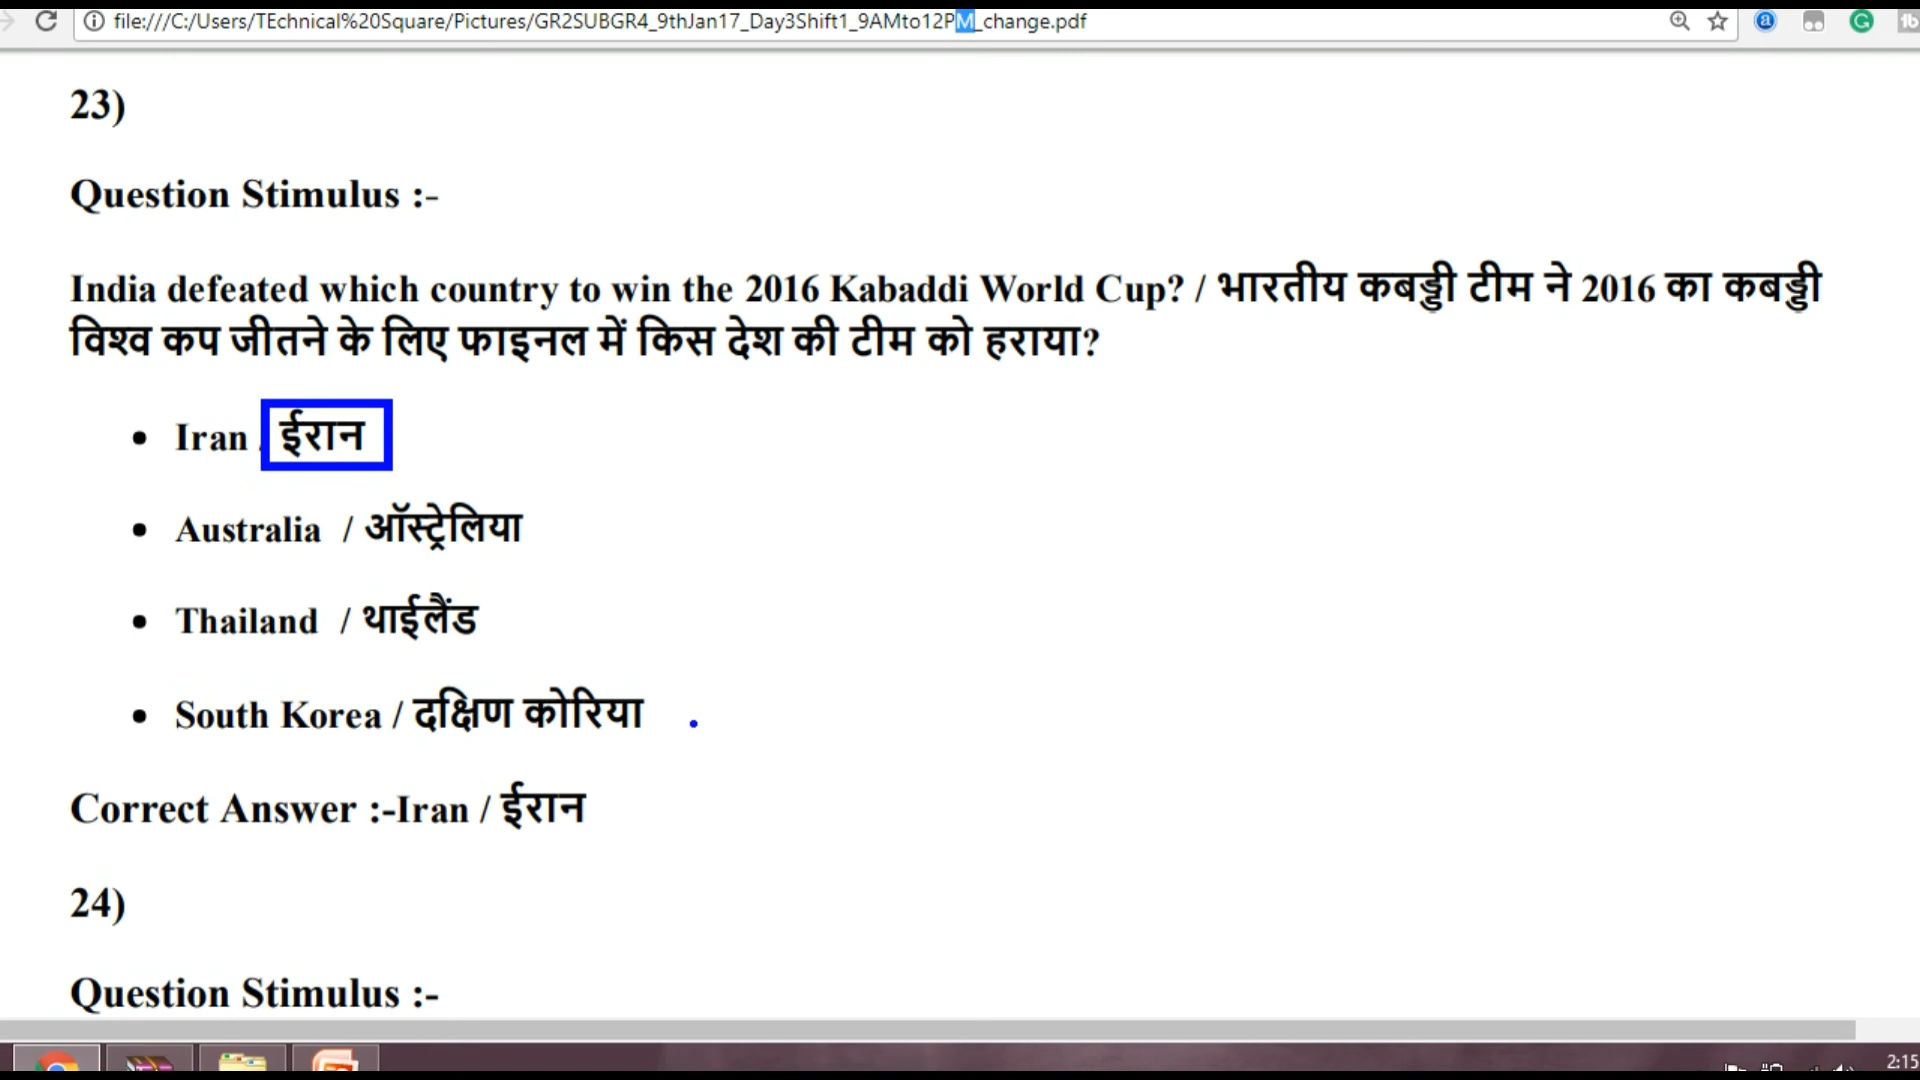 file:///C:/Users/TEchnical%20Square/Pictures/GR2SUBGR4_9thJan17_Day3Shift1_9AMto12PM_change.pdf
23)
Question Stimulus :-
India defeated which country to win the 2016 Kabaddi World Cup? / भारतीय कबड्डी टीम ने 2016 का कबड्डी
विश्व कप जीतने के लिए फाइनल में किस देश की टीम को हराया?
• Iran / ईरान
• Australia / ऑस्ट्रेलिया
• Thailand / थाईलैंड
• South Korea / दक्षिण कोरिया
Correct Answer :-Iran / ईरान
24)
Question Stimulus :-
2:15